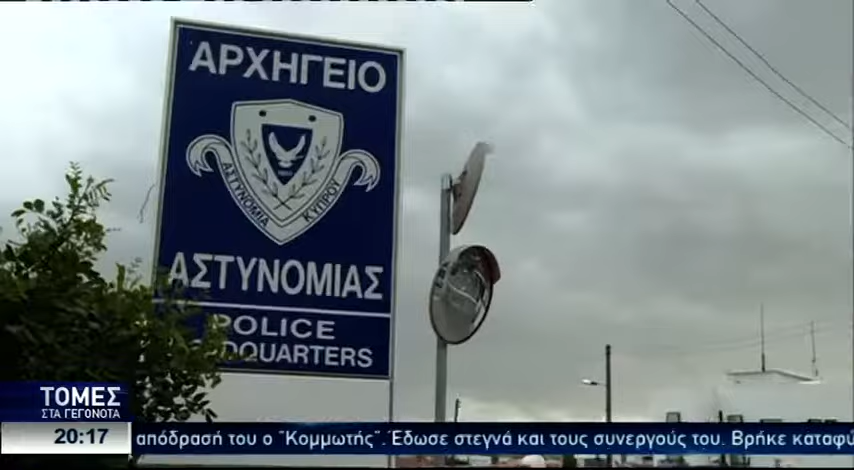 ΑΡΧΗΓΕΙΟ
ΑΣΤΥΝΟΜΙΑ ΚΥΠΡΟΥ
ΑΣΤΥΝΟΜΙΑΣ
POLICE
QUARTERS
ΤΟΜΕΣ
ΣΤΑ ΓΕΓΟΝΟΤΑ
20:17 απόδρασή του ο "Κομμωτής". Έδωσε στεγνά και τους συνεργούς του. Βρήκε